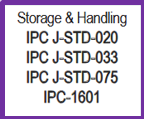 Storage & Handling
IPC J-STD-020
IPC J-STD-033
IPC J-STD-075
IPC-1601